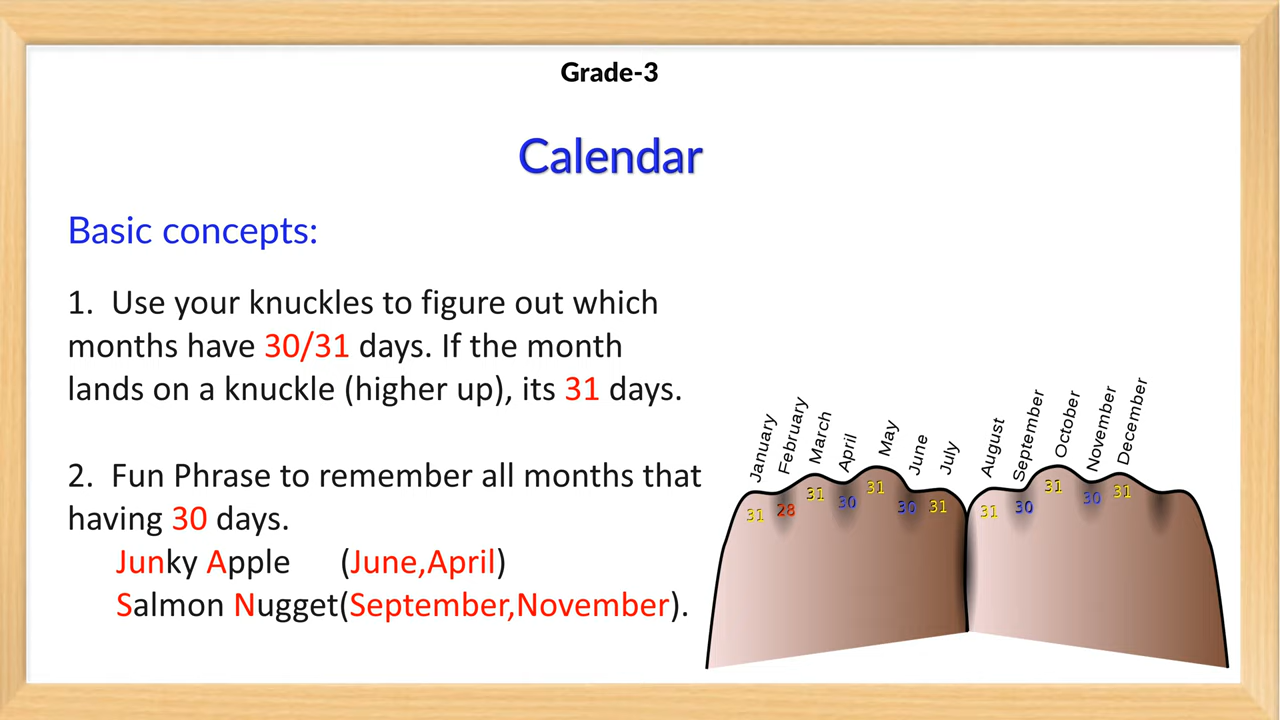 Grade-3
Calendar
Basic concepts:
1. Use your knuckles to figure out which
months have 30/31 days. If the month
lands on a knuckle (higher up), its 31 days.
2. Fun Phrase to remember all months that
having 30 days.
Junky Apple (June,April)
Salmon Nugget(September,November).
January February March April May June July August September October November December
31 28 31 30 31 30 31 31 30 31 30 31